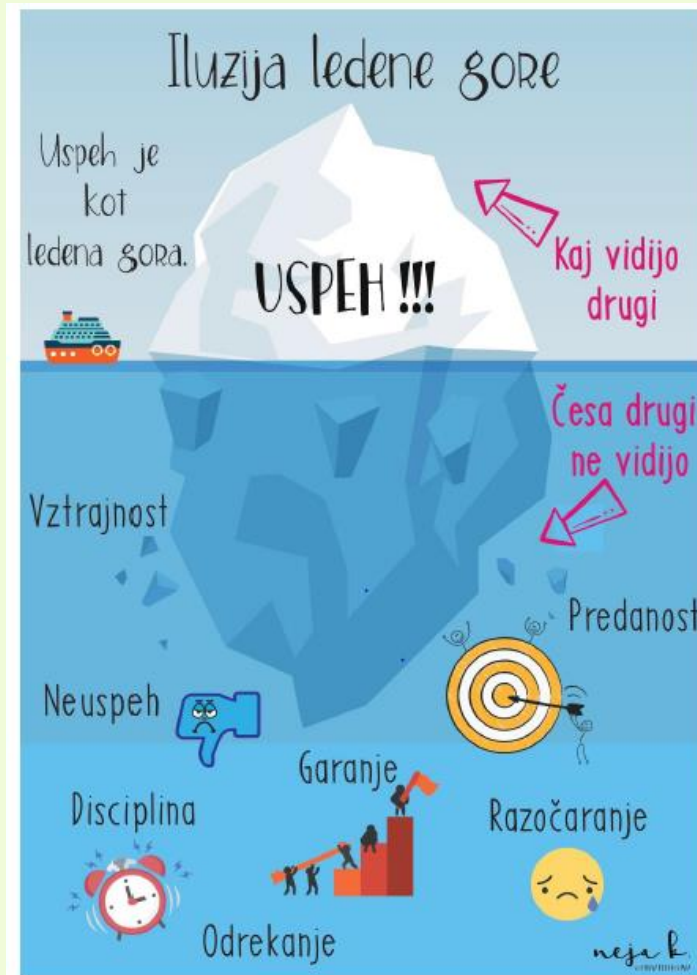 Iluzija ledene gore
Uspeh je
kot
ledena gora.
USPEH !!!
Kaj vidijo
drugi
Česa drugi
ne vidijo
Vztrajnost
Predanost
Neuspeh
Garanje
Disciplina
Razočaranje
Odrekanje
neja k.